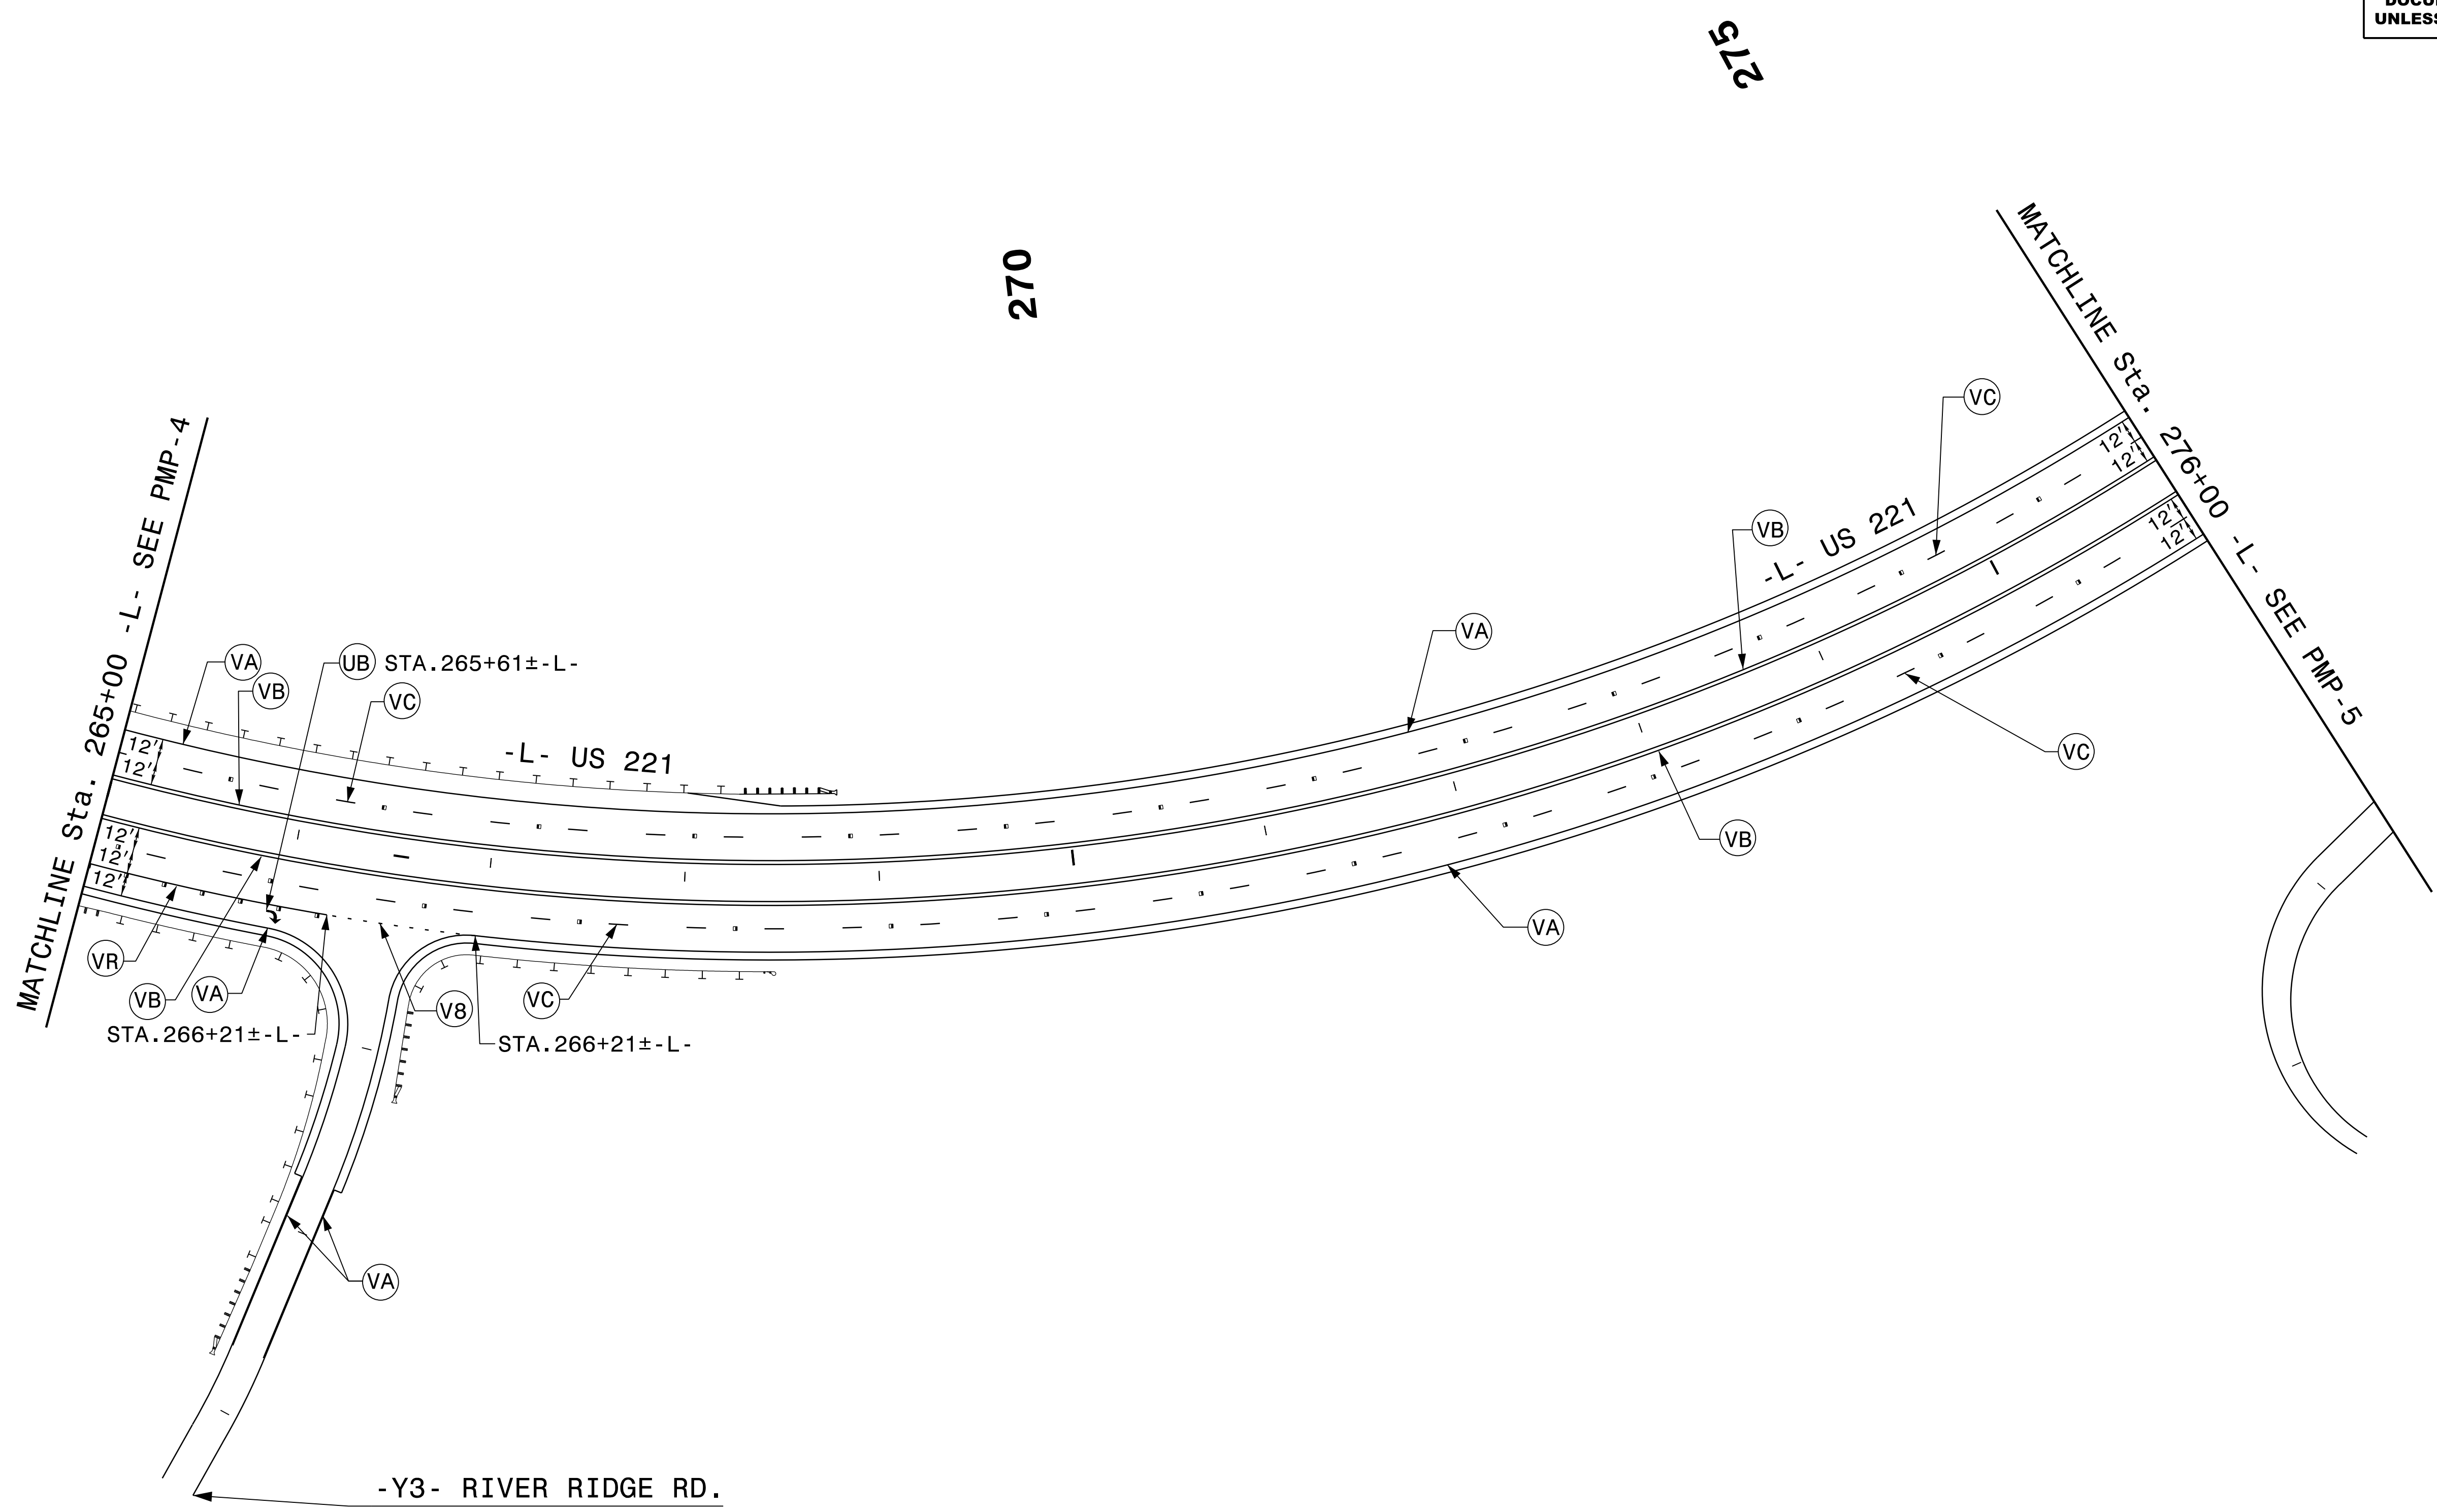 DOCU
UNLESS
275
270
MATCHLINE Sta. 276+00 -L- SEE PMP-5
MATCHLINE Sta. 265+00 -L- SEE PMP-4
VC
12'
12'
-L- US 221
VB
12'
12'
VA
VA
UB STA.265+61±-L-
VB
VC
-L- US 221
12'
12'
VC
12'
12'
12'
VB
VA
VR
VB
VA
V8
VC
STA.266+21±-L-
STA.266+21±-L-
VA
-Y3- RIVER RIDGE RD.